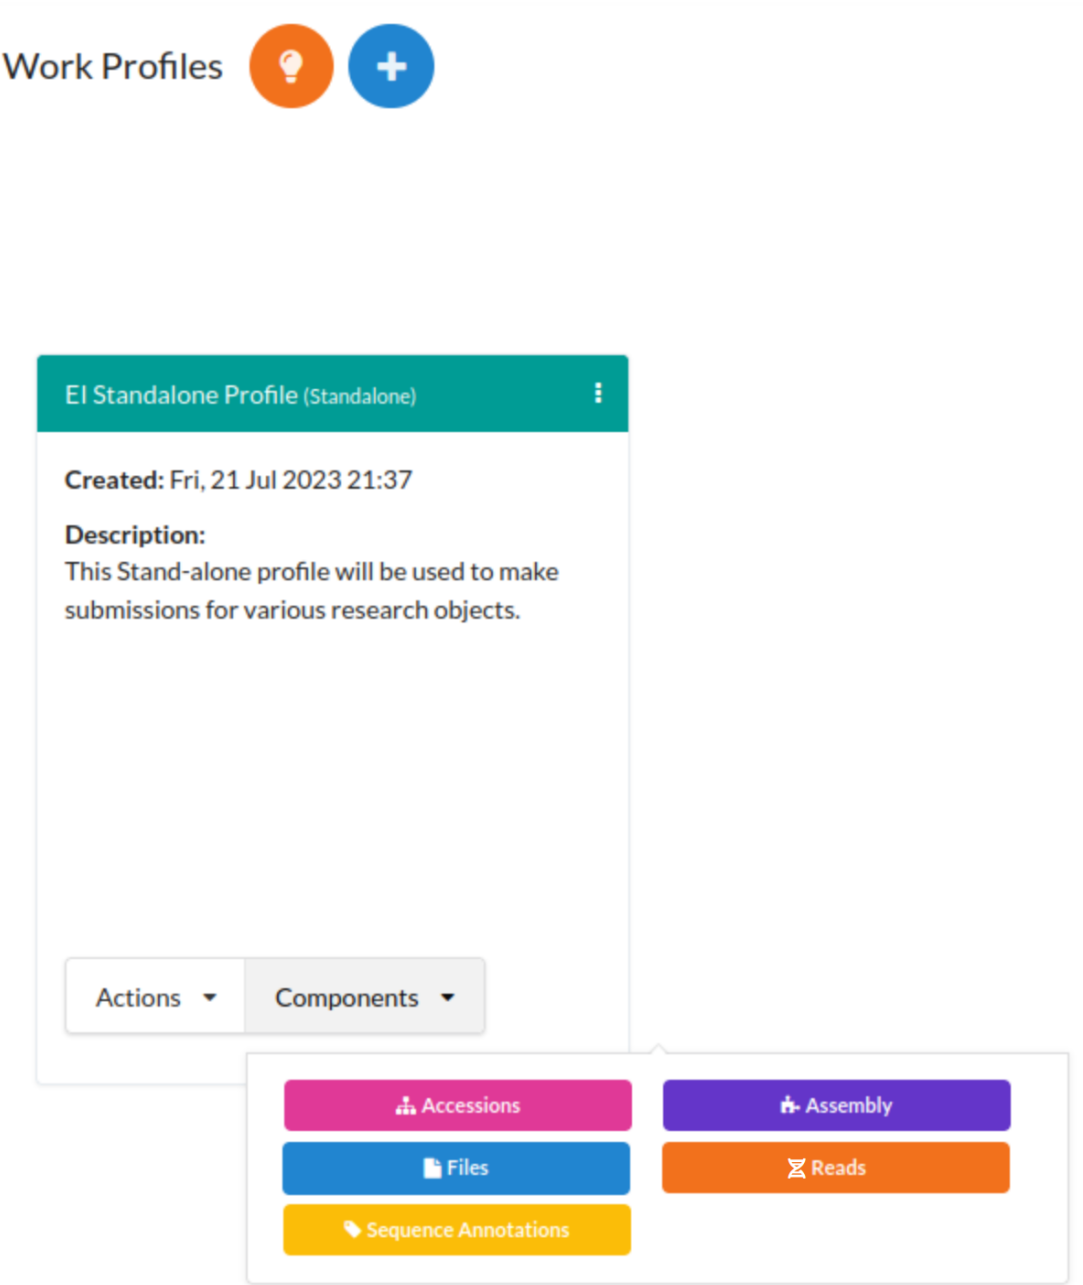 Work Profiles
EI Standalone Profile (Standalone)
Created: Fri, 21 Jul 2023 21:37
Description:
This Stand-alone profile will be used to make
submissions for various research objects.
Actions
Components
Accessions
Assembly
Files
Reads
Sequence Annotations